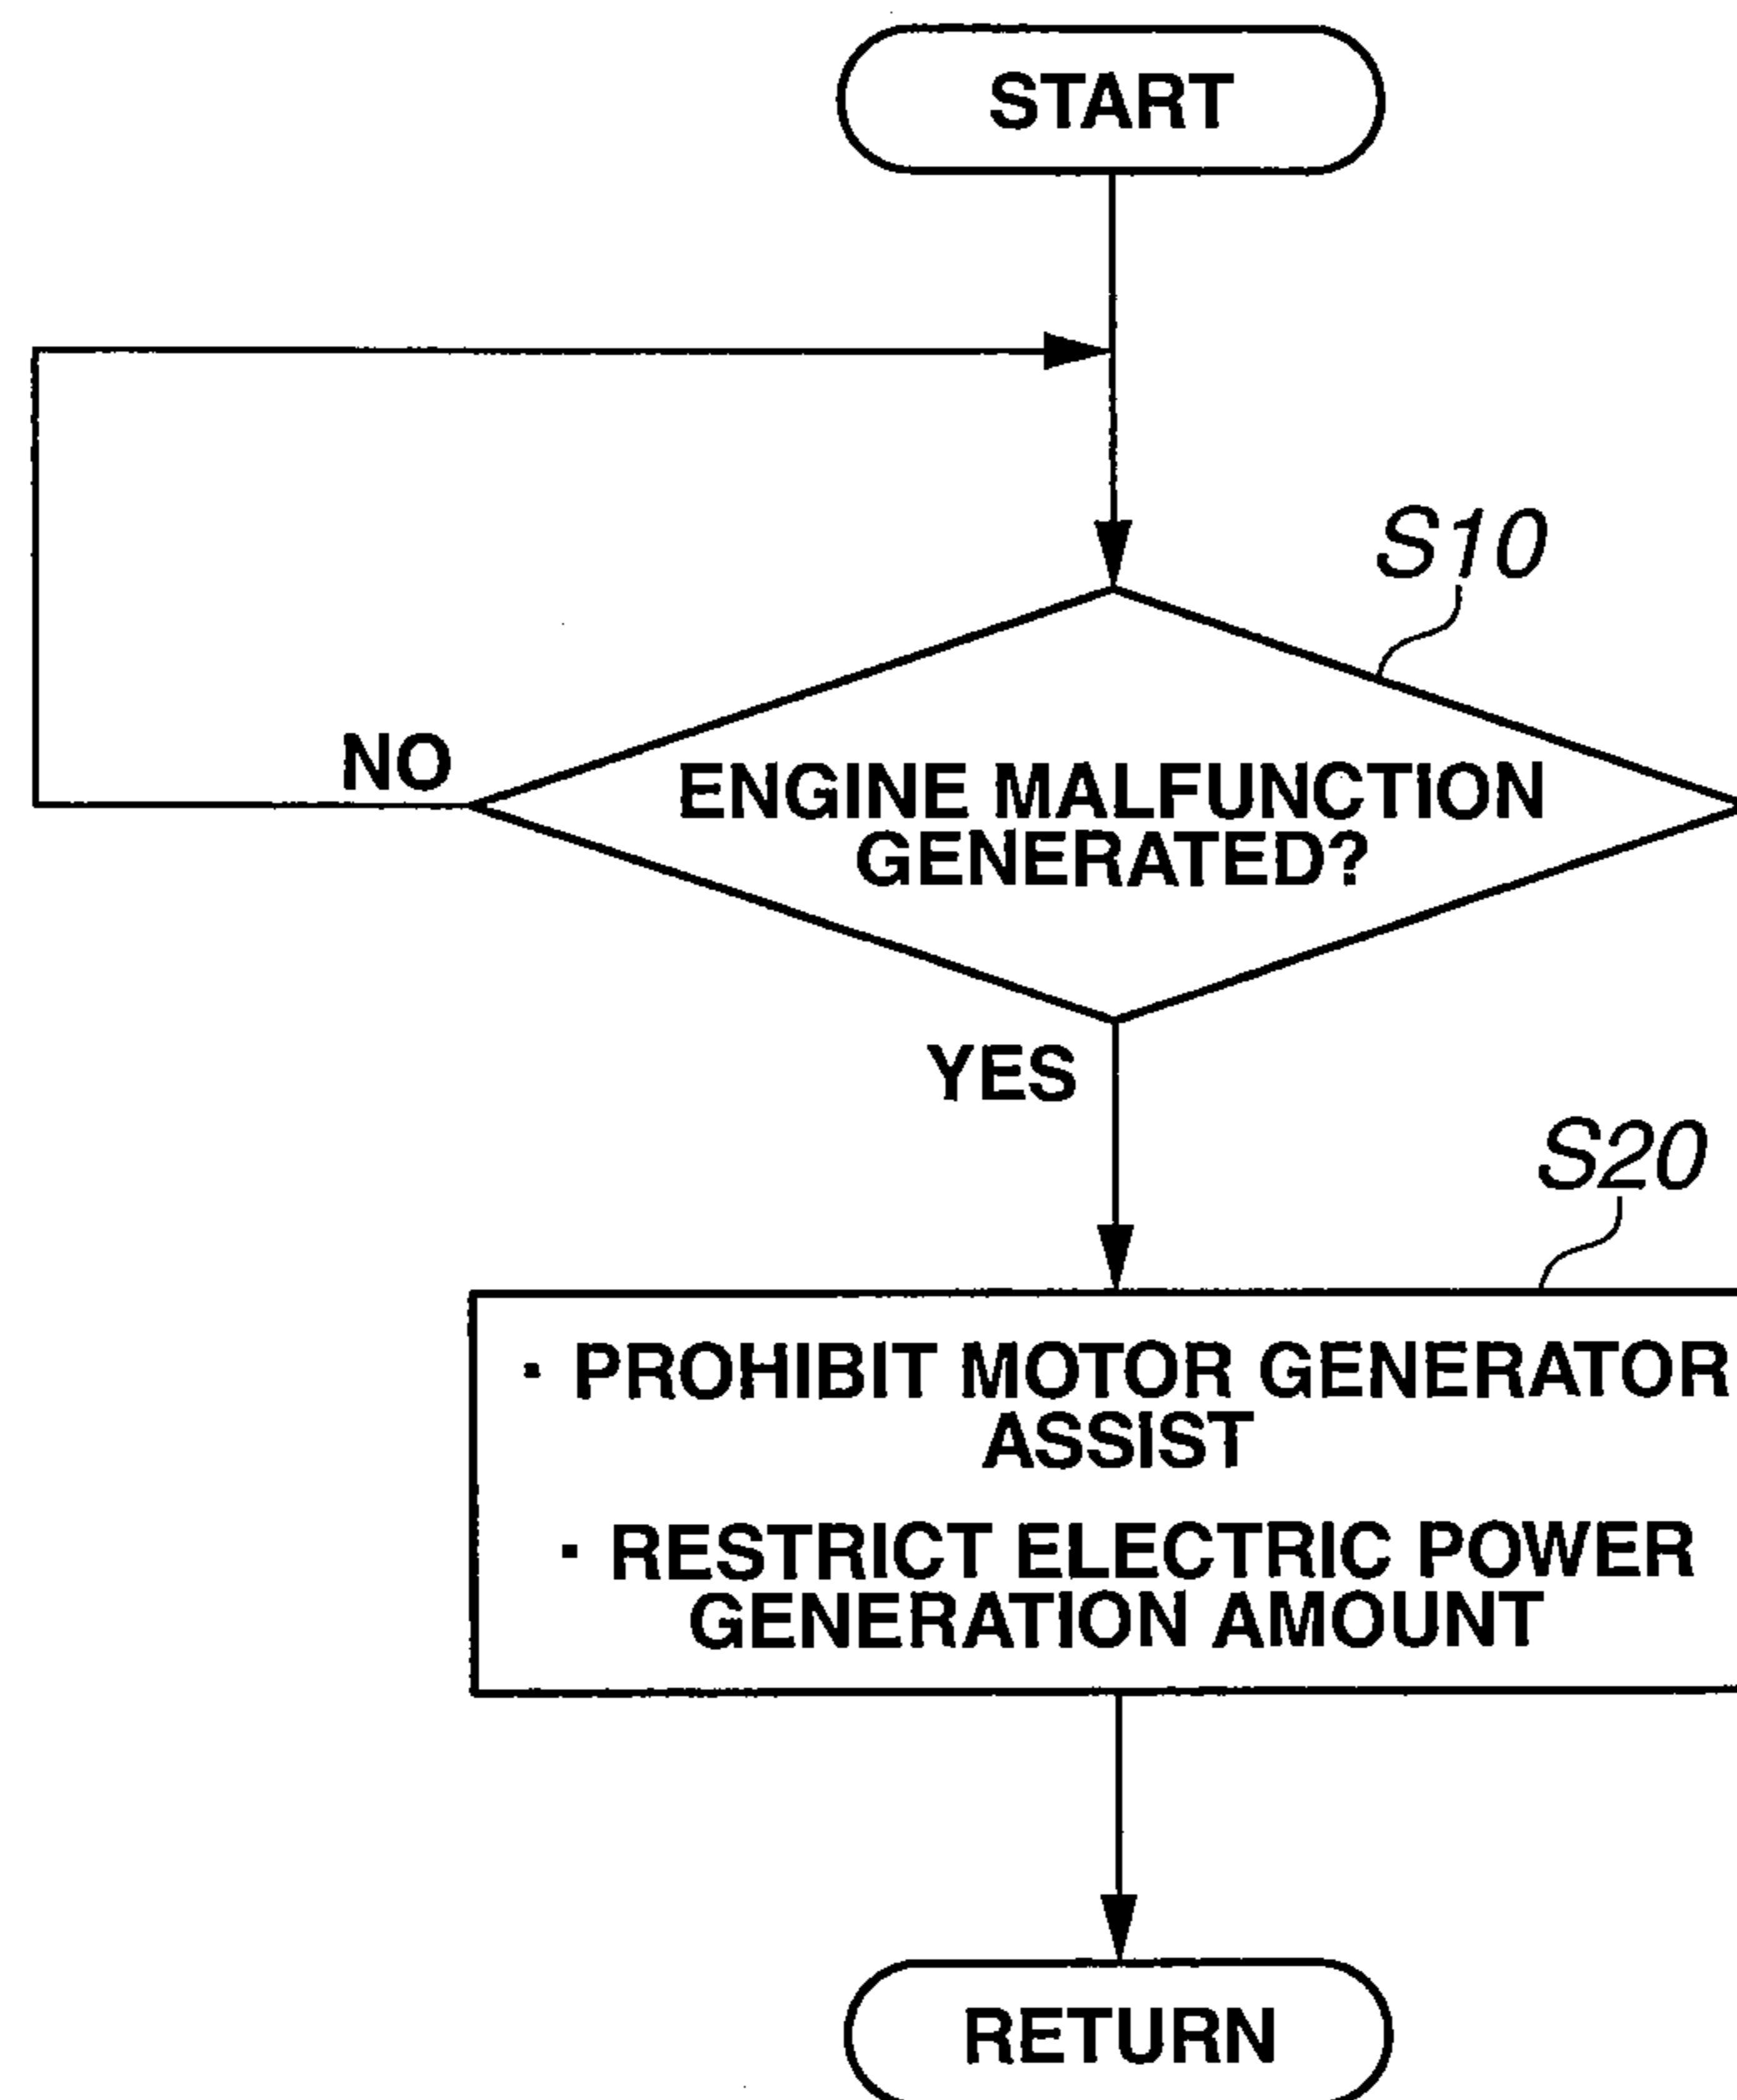 START
S10
NO
ENGINE MALFUNCTION
GENERATED?
YES
S20
· PROHIBIT MOTOR GENERATOR
ASSIST
· RESTRICT ELECTRIC POWER
GENERATION AMOUNT
RETURN